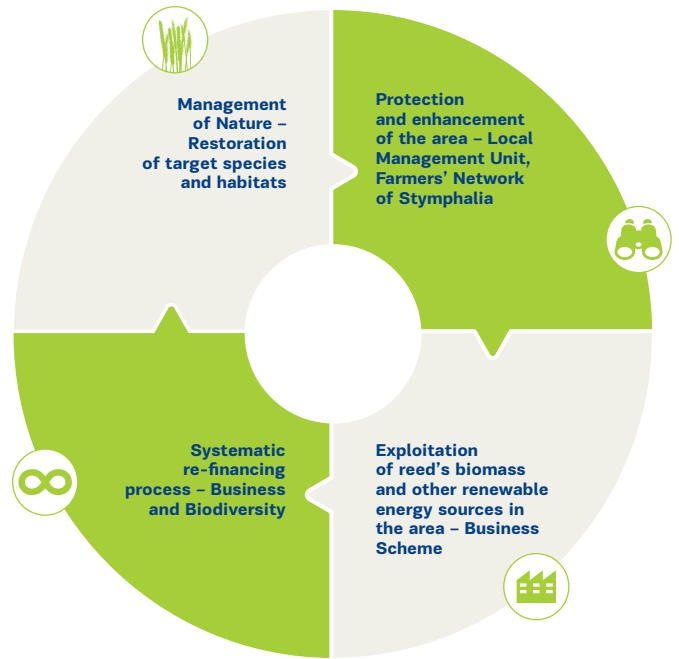 Management
of Nature –
Restoration
of target species
and habitats
Protection
and enhancement
of the area – Local
Management Unit,
Farmers’ Network
of Stymphalia
Systematic
re-financing
process – Business
and Biodiversity
Exploitation
of reed’s biomass
and other renewable
energy sources in
the area – Business
Scheme